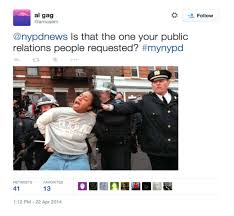 al gag
Follow
@nypdnews Is that the one your public
relations people requested? #mynypd
RETWEETS
41
FAVORITES
13
1:12 PM - 22 Apr 2014